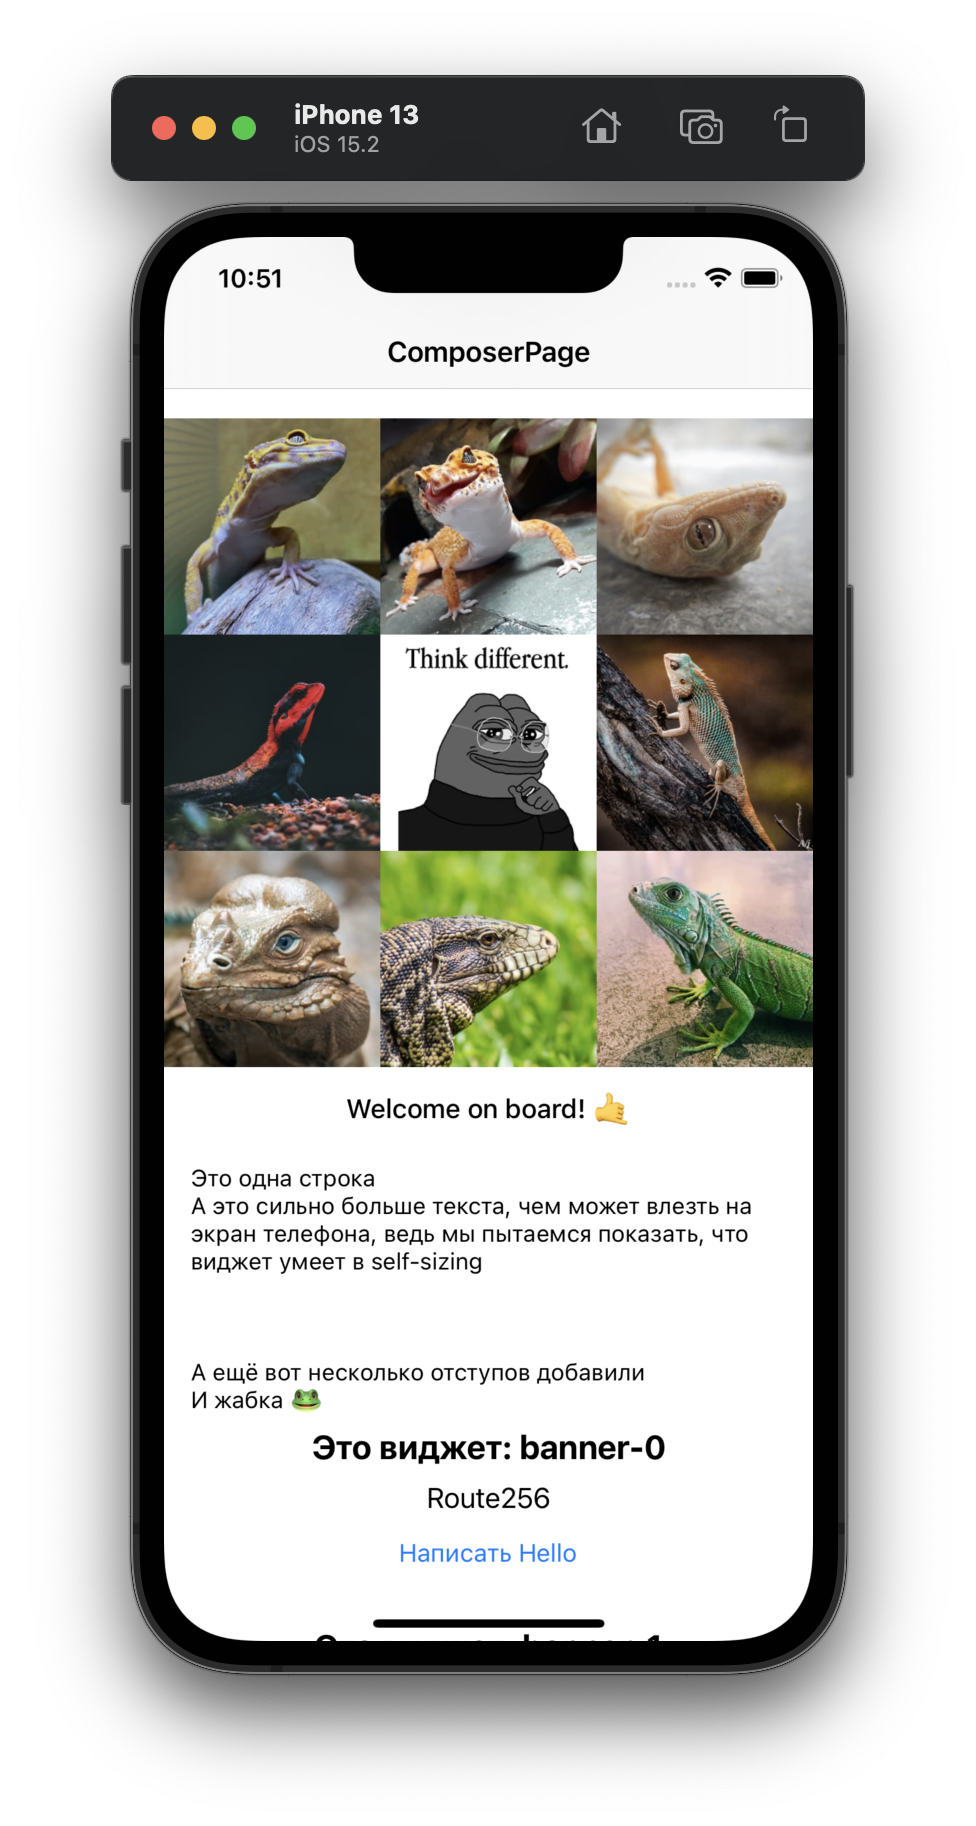 iPhone 13
iOS 15.2
10:51
ComposerPage
Think different.
Welcome on board! 🤙
Это одна строка
А это сильно больше текста, чем может влезть на
экран телефона, ведь мы пытаемся показать, что
виджет умеет в self-sizing
А ещё вот несколько отступов добавили
И жабка 🐸
Это виджет: banner-0
Route256
Написать Hello